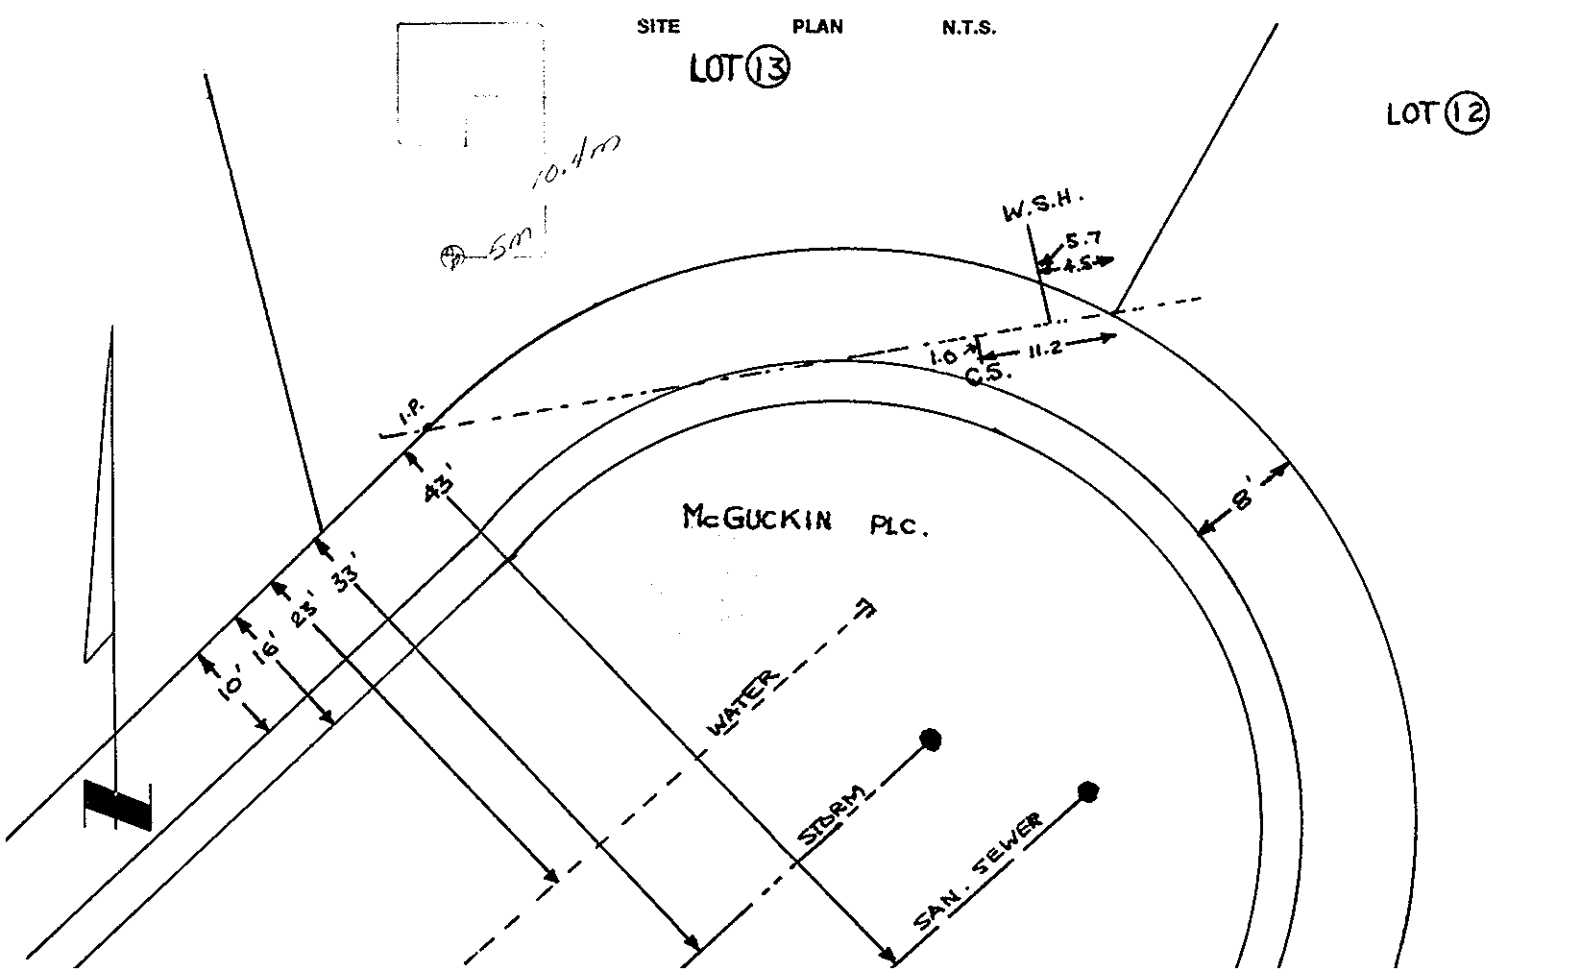 SITE PLAN N.T.S.
LOT 13
LOT 12
10.4m
5m
W.S.H.
5.7
4.5
1.0
11.2
C.S.
I.P.
43'
8'
McGUCKIN PLC.
33'
23'
16'
10'
WATER
STORM
SAN. SEWER